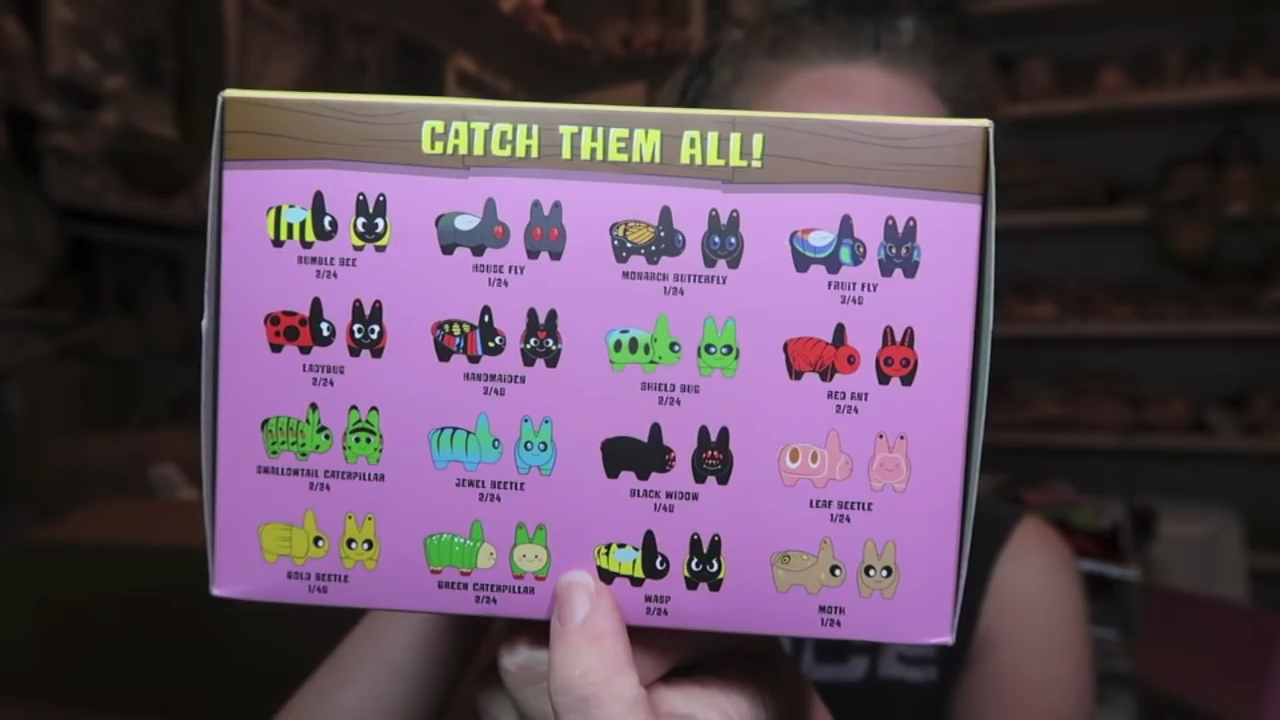 CATCH THEM ALL!
BUMBLE BEE
2/24
HOUSE FLY
1/24
MONARCH BUTTERFLY
1/24
FRUIT FLY
3/40
LADYBUG
2/24
HANDMAIDEN
3/40
SHIELD BUG
2/24
RED ANT
2/24
SWALLOWTAIL CATERPILLAR
2/24
JEWEL BEETLE
2/24
BLACK WIDOW
1/40
LEAF BEETLE
1/24
GOLD BEETLE
1/40
GREEN CATERPILLAR
2/24
WASP
2/24
MOTH
1/24